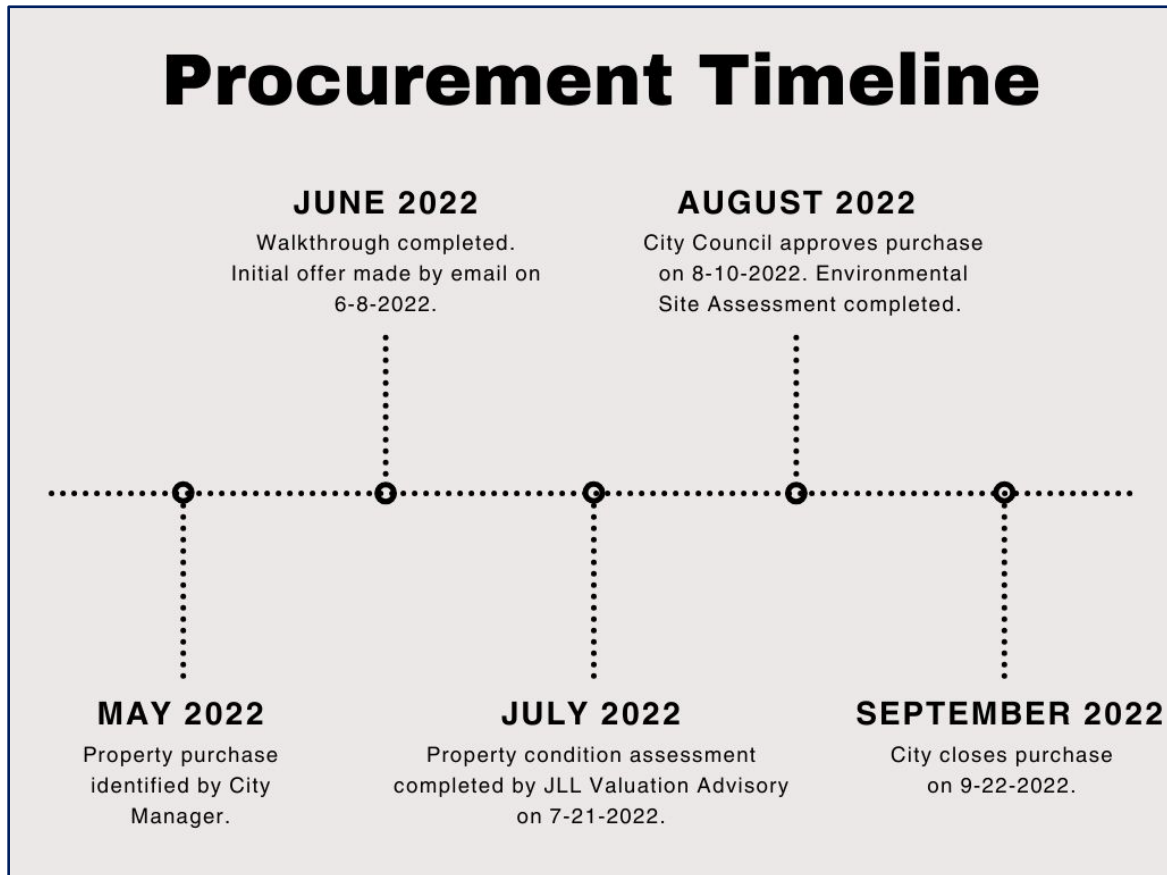 Procurement Timeline
JUNE 2022
Walkthrough completed.
Initial offer made by email on
6-8-2022.
AUGUST 2022
City Council approves purchase
on 8-10-2022. Environmental
Site Assessment completed.
MAY 2022
Property purchase
identified by City
Manager.
JULY 2022
Property condition assessment
completed by JLL Valuation Advisory
on 7-21-2022.
SEPTEMBER 2022
City closes purchase
on 9-22-2022.